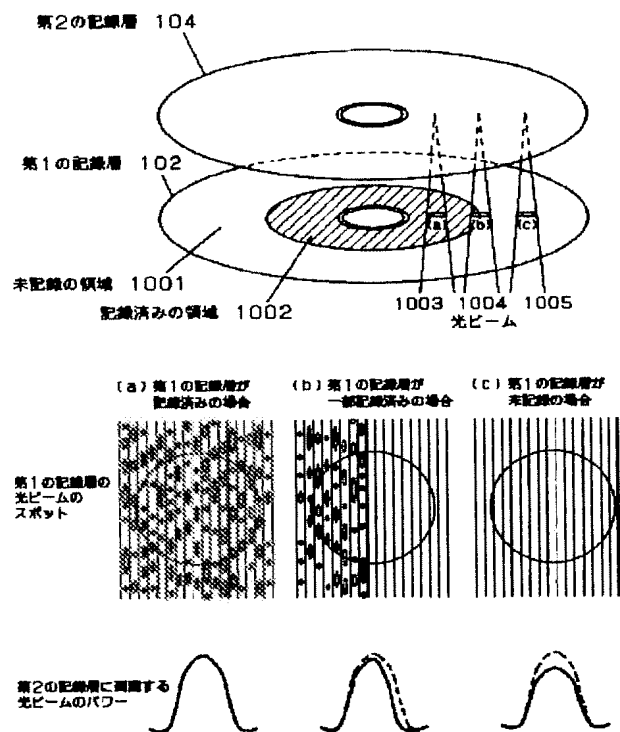 第2の記録層 104
第1の記録層 102
(a) (b) (c)
未記録の領域 1001
記録済みの領域 1002
1003 1004 1005
光ビーム
(a) 第1の記録層が
記録済みの場合
(b) 第1の記録層が
一部記録済みの場合
(c) 第1の記録層が
未記録の場合
第1の記録層の
光ビームの
スポット
第2の記録層に到達する
光ビームのパワー